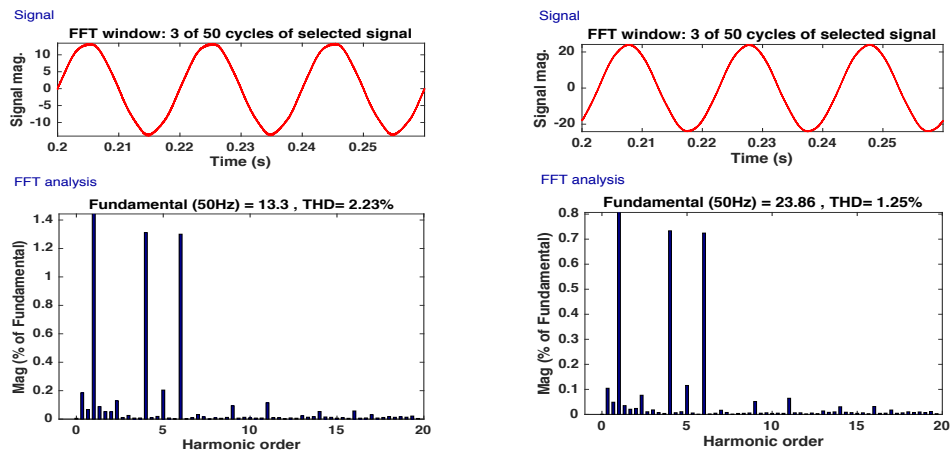 Signal
FFT window: 3 of 50 cycles of selected signal
Signal mag.
10
5
0
-5
-10
0.2 0.21 0.22 0.23 0.24 0.25
Time (s)
FFT analysis
Fundamental (50Hz) = 13.3 , THD= 2.23%
Mag (% of Fundamental)
1.4
1.2
1
0.8
0.6
0.4
0.2
0
0 5 10 15 20
Harmonic order
Signal
FFT window: 3 of 50 cycles of selected signal
Signal mag.
20
0
-20
0.2 0.21 0.22 0.23 0.24 0.25
Time (s)
FFT analysis
Fundamental (50Hz) = 23.86 , THD= 1.25%
Mag (% of Fundamental)
0.8
0.7
0.6
0.5
0.4
0.3
0.2
0.1
0
0 5 10 15 20
Harmonic order